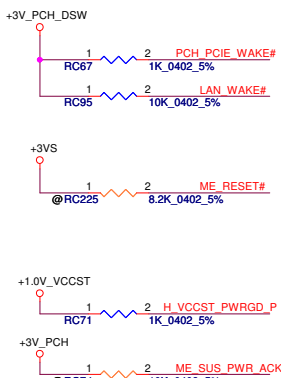 +3V_PCH_DSW
1 2 PCH_PCIE_WAKE#
RC67 1K_0402_5%
1 2 LAN_WAKE#
RC95 10K_0402_5%
+3VS
1 2 ME_RESET#
@RC225 8.2K_0402_5%
+1.0V_VCCST
1 2 H_VCCST_PWRGD_P
RC71 1K_0402_5%
+3V_PCH
1 2 ME_SUS_PWR_ACK